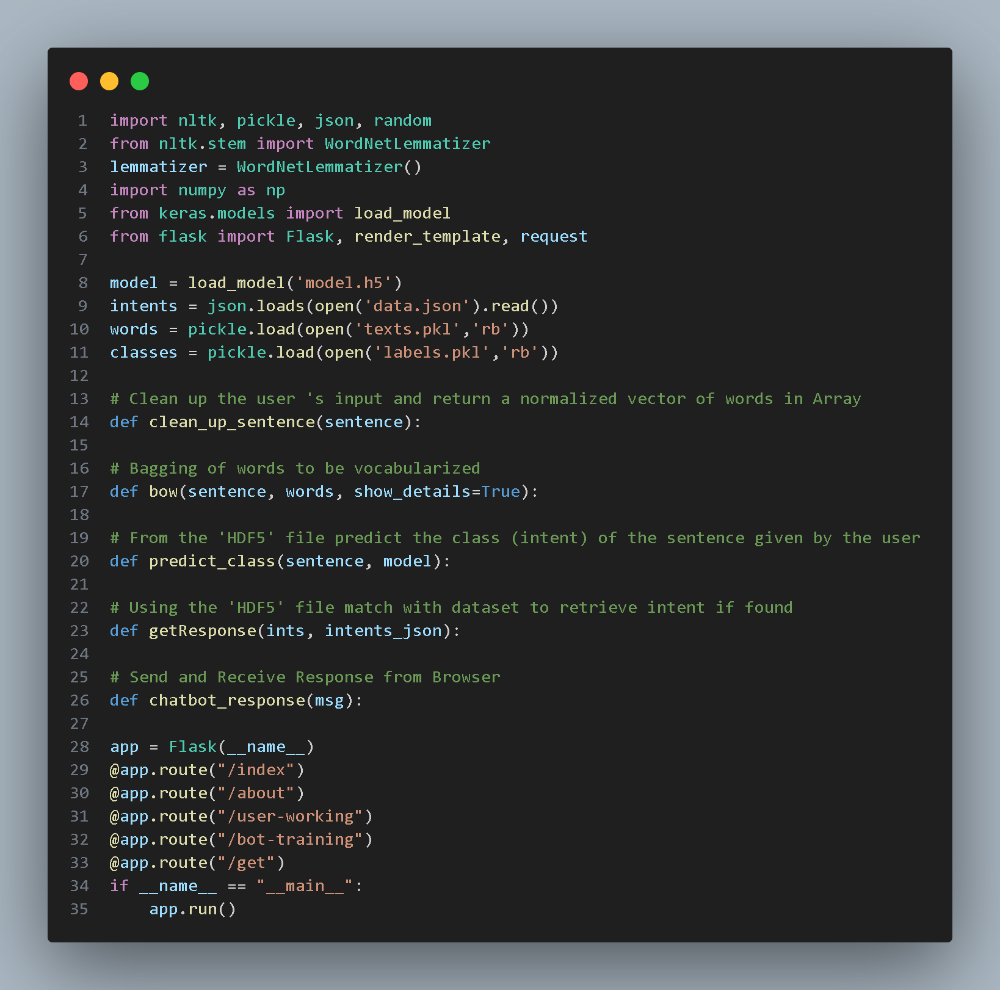 1 import nltk, pickle, json, random
2 from nltk.stem import WordNetLemmatizer
3 lemmatizer = WordNetLemmatizer()
4 import numpy as np
5 from keras.models import load_model
6 from flask import Flask, render_template, request
7
8 model = load_model('model.h5')
9 intents = json.loads(open('data.json').read())
10 words = pickle.load(open('texts.pkl','rb'))
11 classes = pickle.load(open('labels.pkl','rb'))
12
13 # Clean up the user 's input and return a normalized vector of words in Array
14 def clean_up_sentence(sentence):
15
16 # Bagging of words to be vocabularized
17 def bow(sentence, words, show_details=True):
18
19 # From the 'HDF5' file predict the class (intent) of the sentence given by the user
20 def predict_class(sentence, model):
21
22 # Using the 'HDF5' file match with dataset to retrieve intent if found
23 def getResponse(ints, intents_json):
24
25 # Send and Receive Response from Browser
26 def chatbot_response(msg):
27
28 app = Flask(__name__)
29 @app.route("/index")
30 @app.route("/about")
31 @app.route("/user-working")
32 @app.route("/bot-training")
33 @app.route("/get")
34 if __name__ == "__main__":
35     app.run()